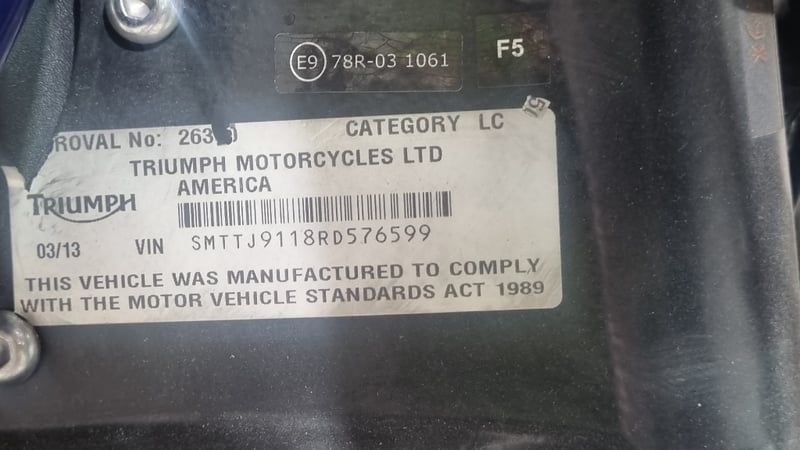 E9 78R-03 1061
F5
ROVAL No:
CATEGORY LC
TRIUMPH MOTORCYCLES LTD
AMERICA
TRIUMPH
03/13 VIN SMTTJ9118RD576599
THIS VEHICLE WAS MANUFACTURED TO COMPLY
WITH THE MOTOR VEHICLE STANDARDS ACT 1989